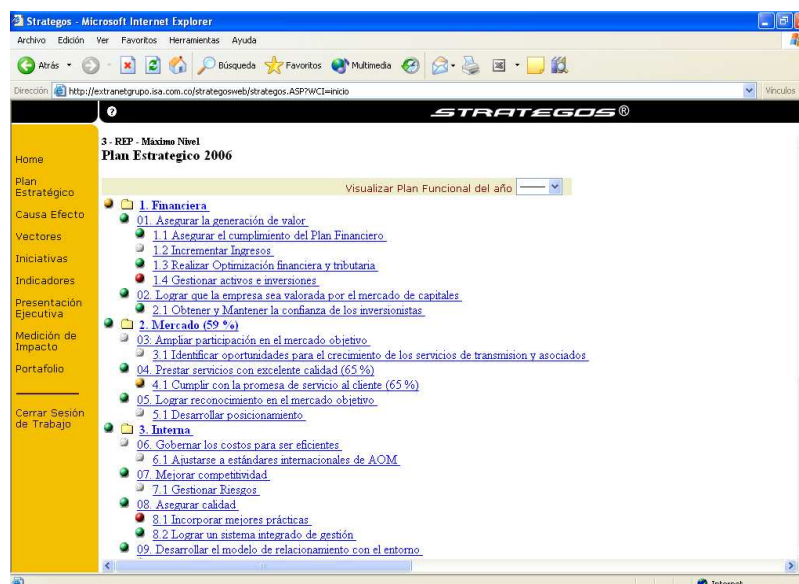 Strategos - Microsoft Internet Explorer
Archivo Edición Ver Favoritos Herramientas Ayuda
Atrás Búsqueda Favoritos Multimedia
Dirección http://extranetgrupo.isa.com.co/strategosweb/strategos.ASP?WCI=inicio Vínculos
STRATEGOS®
3 - REP - Máximo Nivel
Plan Estrategico 2006
Visualizar Plan Funcional del año
Home
Plan Estratégico
Causa Efecto
Vectores
Iniciativas
Indicadores
Presentación Ejecutiva
Medición de Impacto
Portafolio
Cerrar Sesión de Trabajo
1. Financiera
01. Asegurar la generación de valor
1.1 Asegurar el cumplimiento del Plan Financiero
1.2 Incrementar Ingresos
1.3 Realizar Optimización financiera y tributaria
1.4 Gestionar activos e inversiones
02. Lograr que la empresa sea valorada por el mercado de capitales
2.1 Obtener y Mantener la confianza de los inversionistas
2. Mercado (59 %)
03: Ampliar participación en el mercado objetivo
3.1 Identificar oportunidades para el crecimiento de los servicios de transmision y asociados
04. Prestar servicios con excelente calidad (65 %)
4.1 Cumplir con la promesa de servicio al cliente (65 %)
05. Lograr reconocimiento en el mercado objetivo
5.1 Desarrollar posicionamiento
3. Interna
06. Gobernar los costos para ser eficientes
6.1 Ajustarse a estándares internacionales de AOM
07. Mejorar competitividad
7.1 Gestionar Riesgos
08. Asegurar calidad
8.1 Incorporar mejores prácticas
8.2 Lograr un sistema integrado de gestión
09. Desarrollar el modelo de relacionamiento con el entorno
Internet